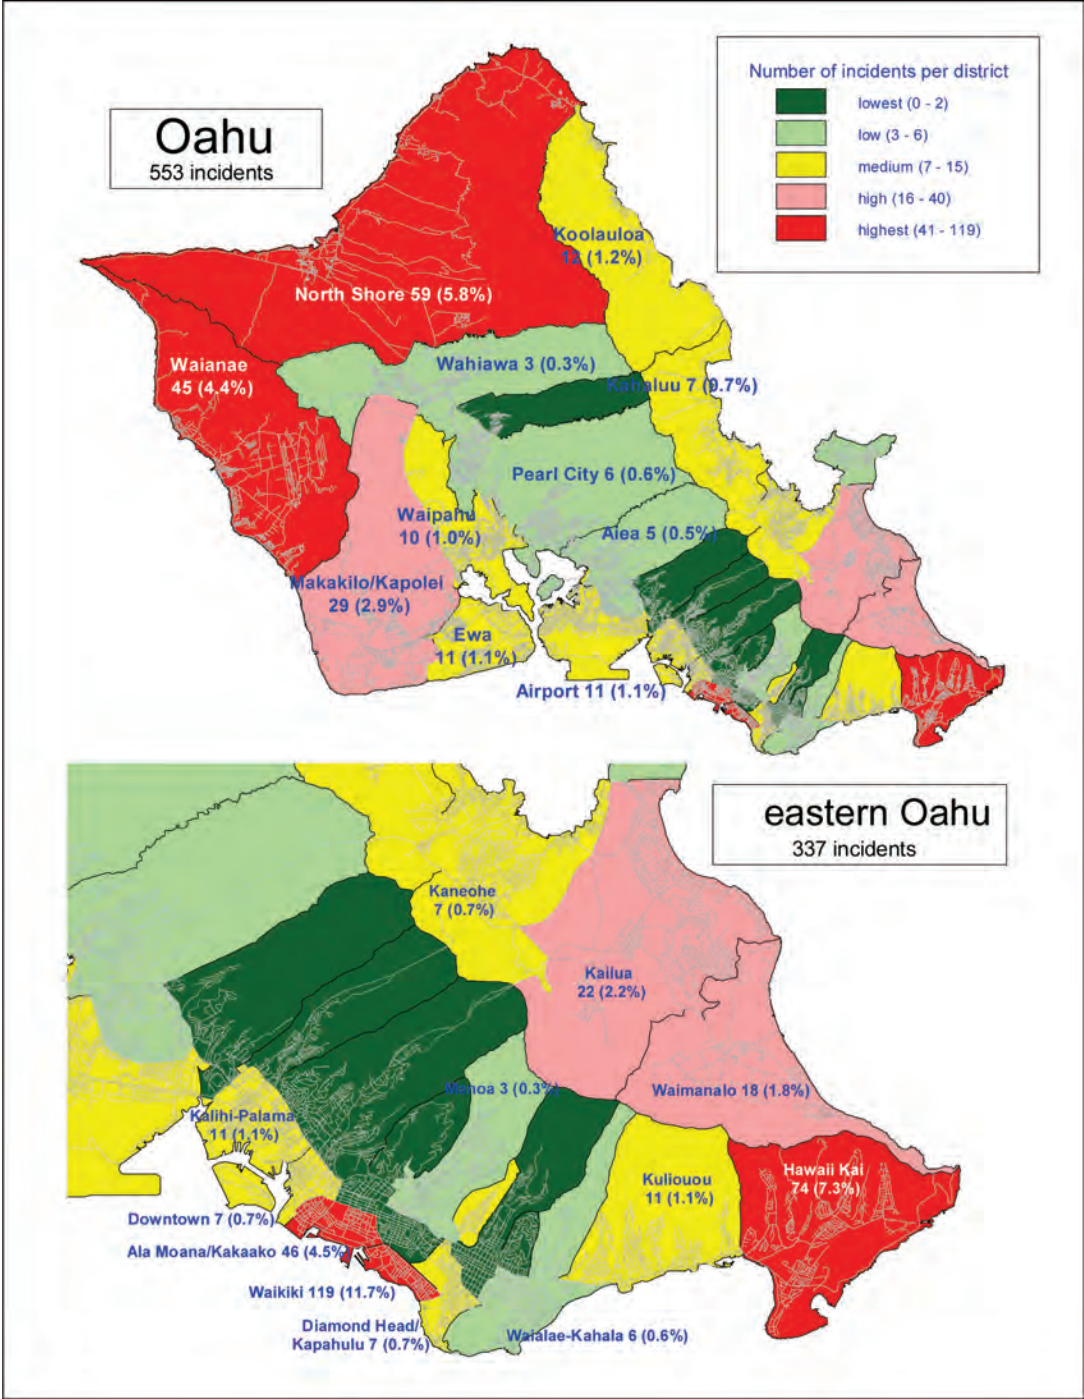 Oahu
553 incidents
Number of incidents per district
lowest (0 - 2)
low (3 - 6)
medium (7 - 15)
high (16 - 40)
highest (41 - 119)
Koolauloa
12 (1.2%)
North Shore 59 (5.8%)
Waianae
45 (4.4%)
Wahiawa 3 (0.3%)
Kahaluu 7 (0.7%)
Pearl City 6 (0.6%)
Waipahu
10 (1.0%)
Aiea 5 (0.5%)
Makakilo/Kapolei
29 (2.9%)
Ewa
11 (1.1%)
Airport 11 (1.1%)
eastern Oahu
337 incidents
Kaneohe
7 (0.7%)
Kailua
22 (2.2%)
Manoa 3 (0.3%)
Waimanalo 18 (1.8%)
Kalihi-Palama
11 (1.1%)
Hawaii Kai
74 (7.3%)
Kuliouou
11 (1.1%)
Downtown 7 (0.7%)
Ala Moana/Kakaako 46 (4.5%
Waikiki 119 (11.7%)
Diamond Head/
Kapahulu 7 (0.7%)
Waialae-Kahala 6 (0.6%)